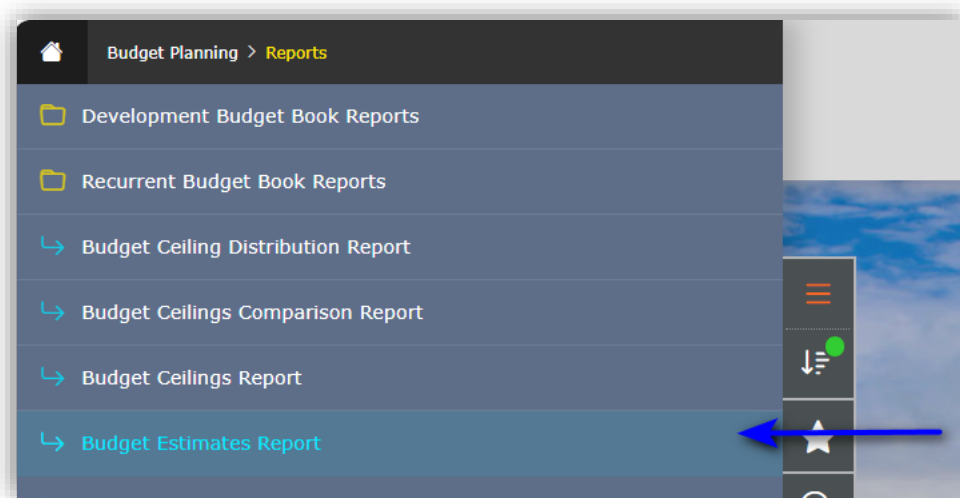 Budget Planning > Reports
Development Budget Book Reports
Recurrent Budget Book Reports
Budget Ceiling Distribution Report
Budget Ceilings Comparison Report
Budget Ceilings Report
Budget Estimates Report